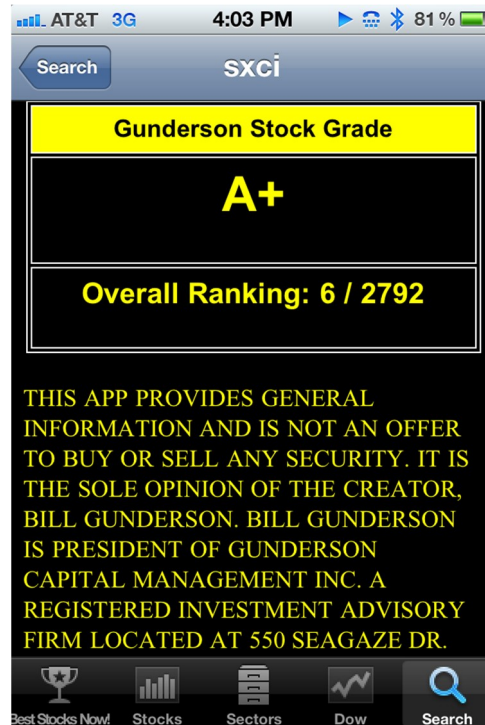 AT&T 3G 4:03 PM 81 %
Search sxci
Gunderson Stock Grade
A+
Overall Ranking: 6 / 2792
THIS APP PROVIDES GENERAL
INFORMATION AND IS NOT AN OFFER
TO BUY OR SELL ANY SECURITY. IT IS
THE SOLE OPINION OF THE CREATOR,
BILL GUNDERSON. BILL GUNDERSON
IS PRESIDENT OF GUNDERSON
CAPITAL MANAGEMENT INC. A
REGISTERED INVESTMENT ADVISORY
FIRM LOCATED AT 550 SEAGAZE DR.
Best Stocks Now! Stocks Sectors Dow Search